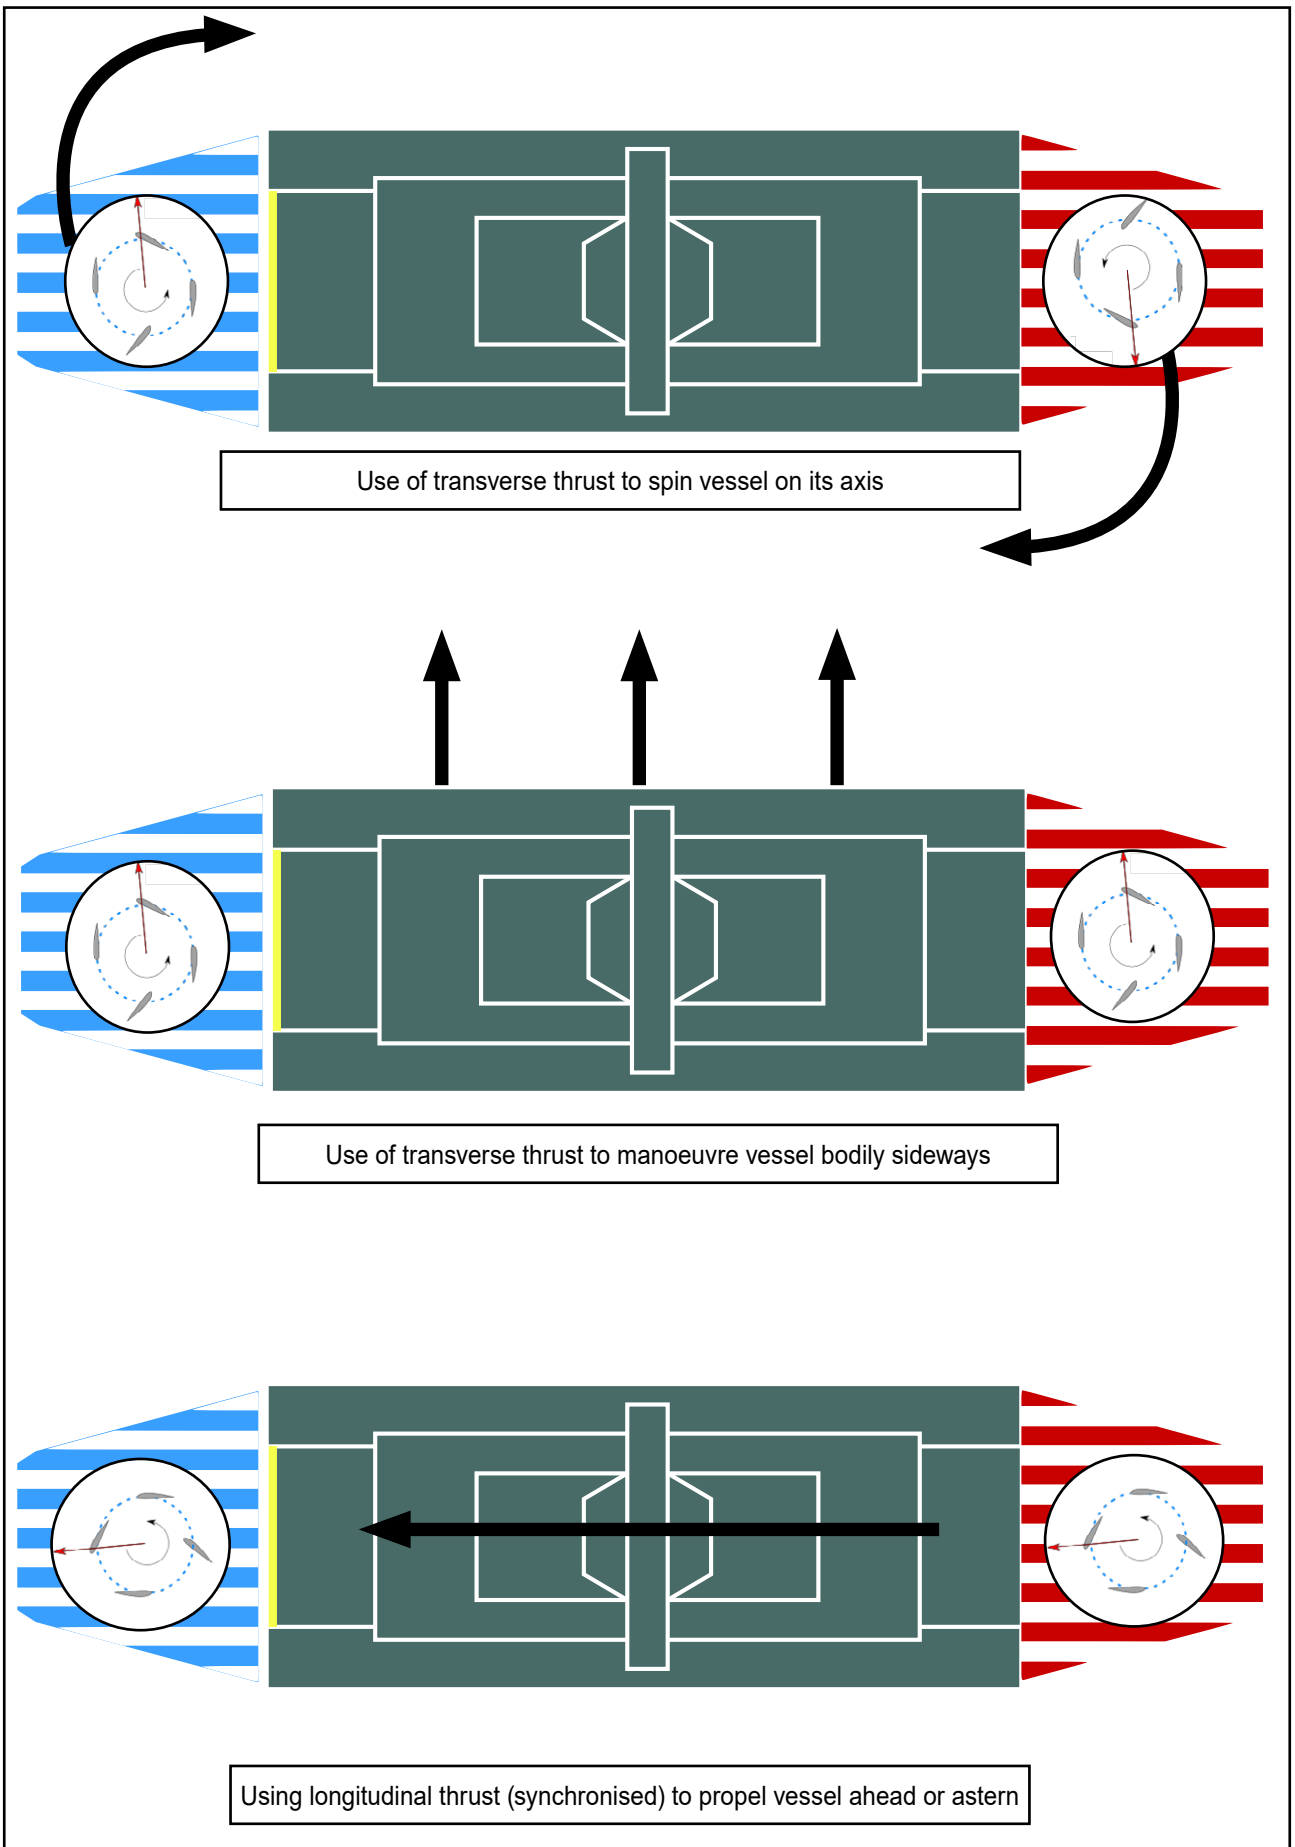 Use of transverse thrust to spin vessel on its axis
Use of transverse thrust to manoeuvre vessel bodily sideways
Using longitudinal thrust (synchronised) to propel vessel ahead or astern